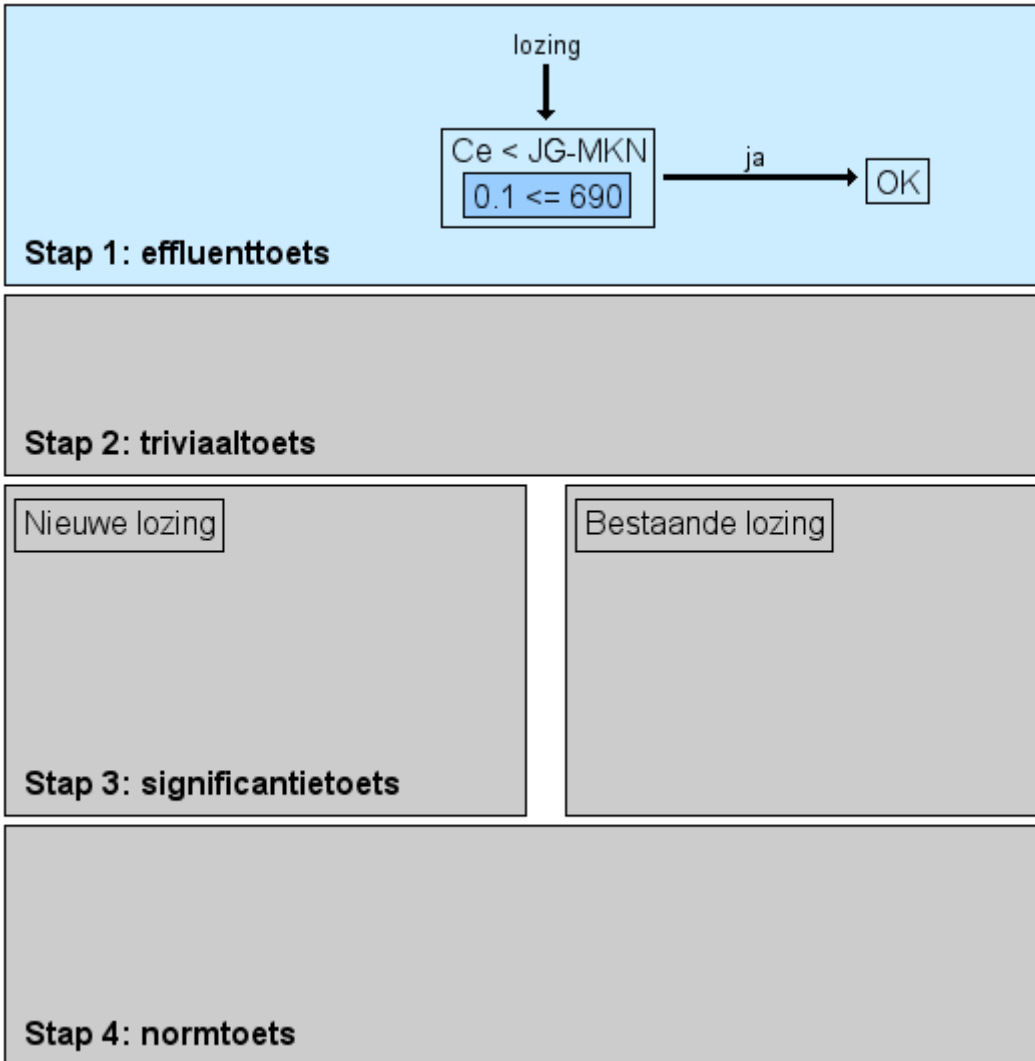 lozing
Ce < JG-MKN
ja
OK
0.1 <= 690
Stap 1: effluenttoets
Stap 2: triviaaltoets
Nieuwe lozing
Bestaande lozing
Stap 3: significantietoets
Stap 4: normtoets